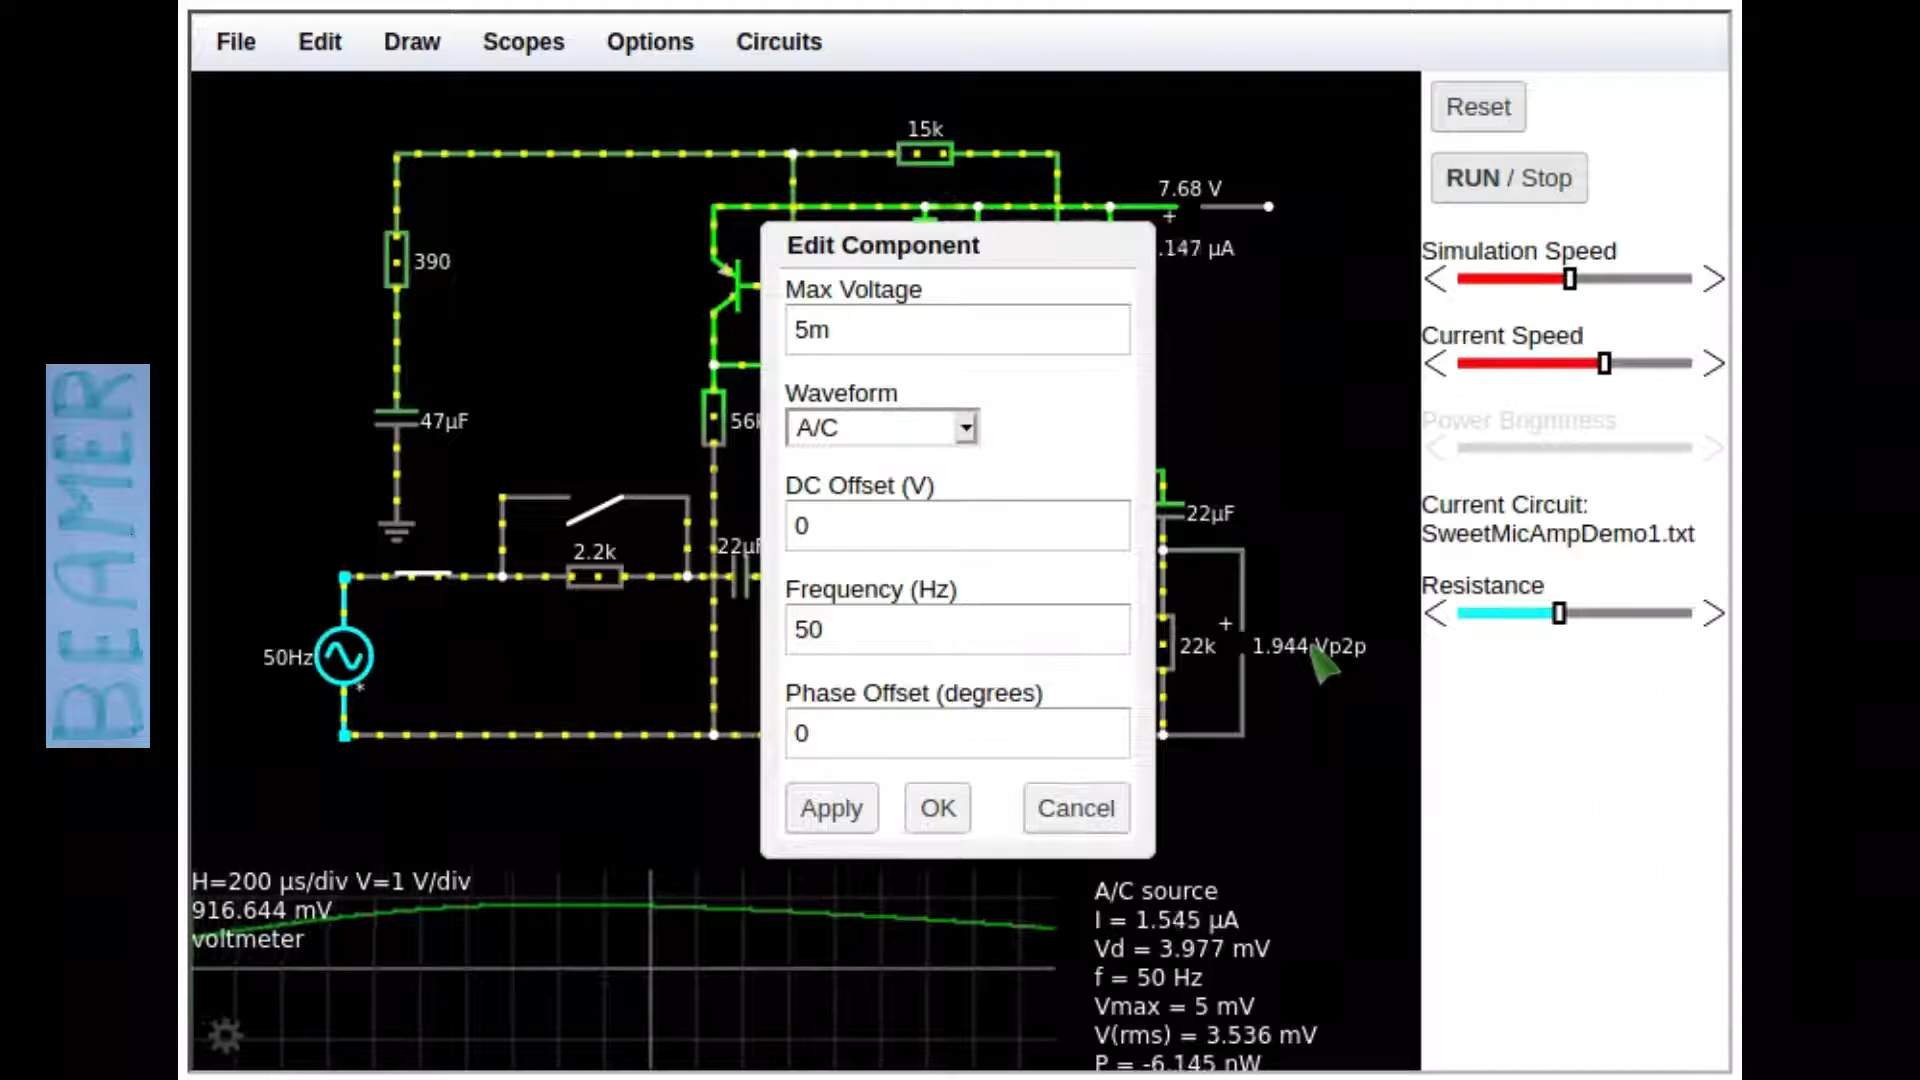 File Edit Draw Scopes Options Circuits
Reset
RUN / Stop
Simulation Speed
Current Speed
Power Brightness
Current Circuit:
SweetMicAmpDemo1.txt
Resistance
15k
7.68 V
+
.147 µA
390
47µF
56k
2.2k
22µF
50Hz
*
22µF
22k
+
1.944 Vp2p
Edit Component
Max Voltage
5m
Waveform
A/C
DC Offset (V)
0
Frequency (Hz)
50
Phase Offset (degrees)
0
Apply OK Cancel
H=200 µs/div V=1 V/div
916.644 mV
voltmeter
A/C source
I = 1.545 µA
Vd = 3.977 mV
f = 50 Hz
Vmax = 5 mV
V(rms) = 3.536 mV
P = -6.145 nW
BEAMER